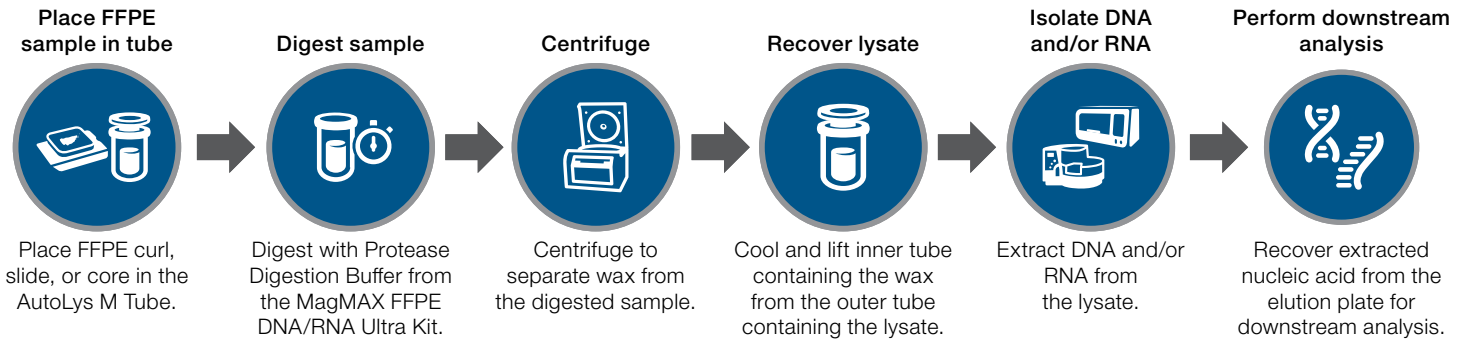 Place FFPE
sample in tube
Digest sample
Centrifuge
Recover lysate
Isolate DNA
and/or RNA
Perform downstream
analysis
Place FFPE curl,
slide, or core in the
AutoLys M Tube.
Digest with Protease
Digestion Buffer from
the MagMAX FFPE
DNA/RNA Ultra Kit.
Centrifuge to
separate wax from
the digested sample.
Cool and lift inner tube
containing the wax
from the outer tube
containing the lysate.
Extract DNA and/or
RNA from
the lysate.
Recover extracted
nucleic acid from the
elution plate for
downstream analysis.